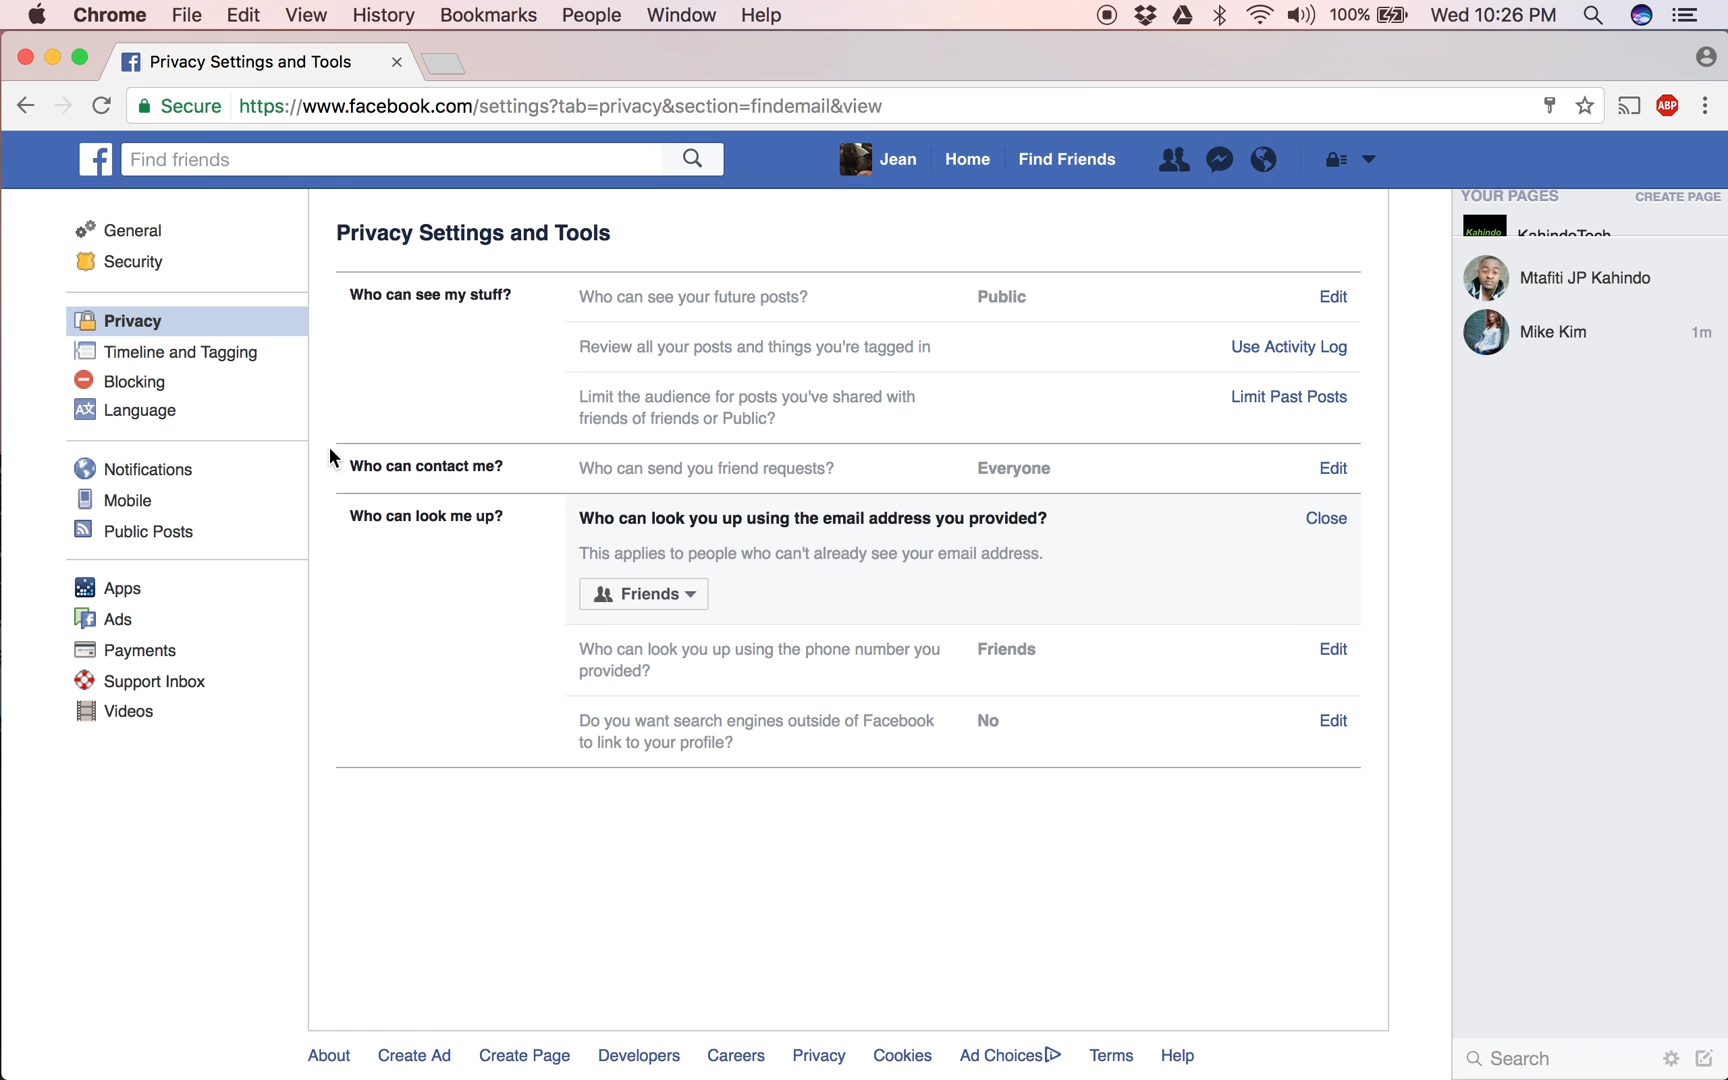 Chrome File Edit View History Bookmarks People Window Help 100% Wed 10:26 PM
Privacy Settings and Tools
Secure https://www.facebook.com/settings?tab=privacy&section=findemail&view ABP
f Find friends Jean Home Find Friends
General
Security
Privacy
Timeline and Tagging
Blocking
Language
Notifications
Mobile
Public Posts
Apps
Ads
Payments
Support Inbox
Videos
Privacy Settings and Tools
Who can see my stuff? Who can see your future posts? Public Edit
Review all your posts and things you're tagged in Use Activity Log
Limit the audience for posts you've shared with Limit Past Posts
friends of friends or Public?
Who can contact me? Who can send you friend requests? Everyone Edit
Who can look me up? Who can look you up using the email address you provided? Close
This applies to people who can't already see your email address.
Friends
Who can look you up using the phone number you Friends Edit
provided?
Do you want search engines outside of Facebook No Edit
to link to your profile?
YOUR PAGES CREATE PAGE
Kahindo KahindoTech
Mtafiti JP Kahindo
Mike Kim 1m
About Create Ad Create Page Developers Careers Privacy Cookies Ad Choices Terms Help
Search